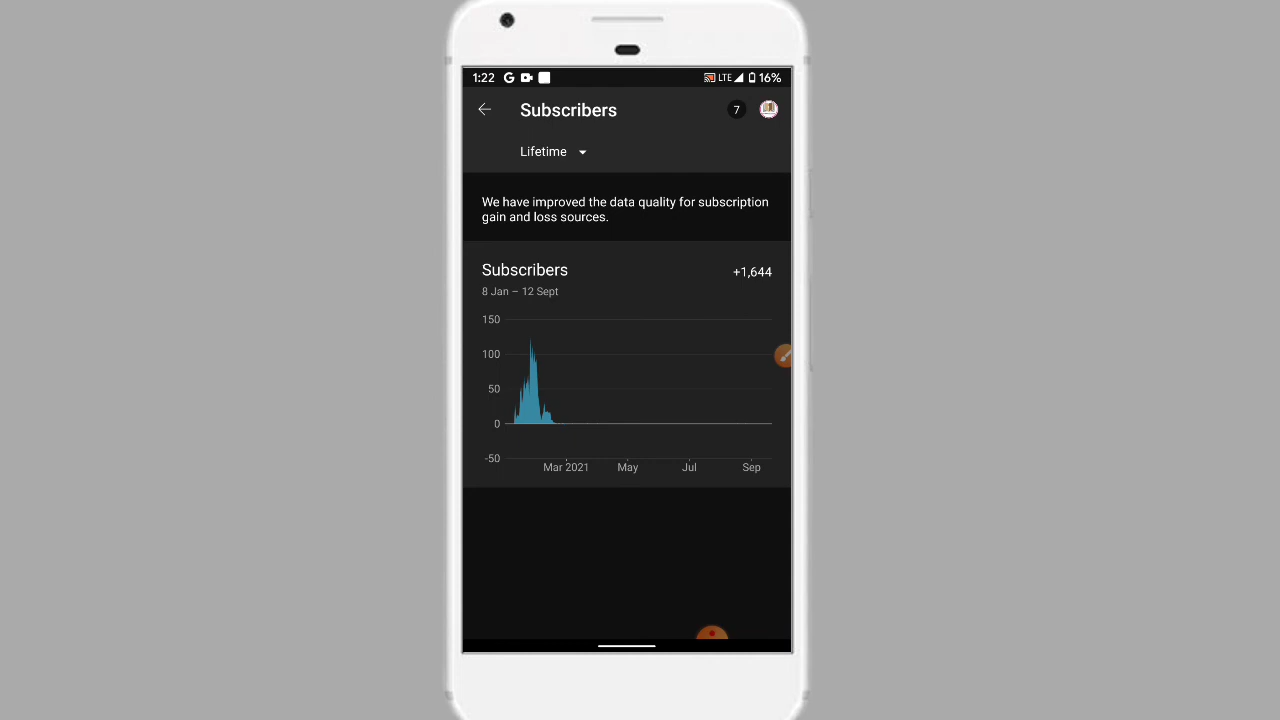 1:22 G LTE 16%
Subscribers 7
Lifetime
We have improved the data quality for subscription
gain and loss sources.
Subscribers +1,644
8 Jan – 12 Sept
150
100
50
0
-50
Mar 2021 May Jul Sep